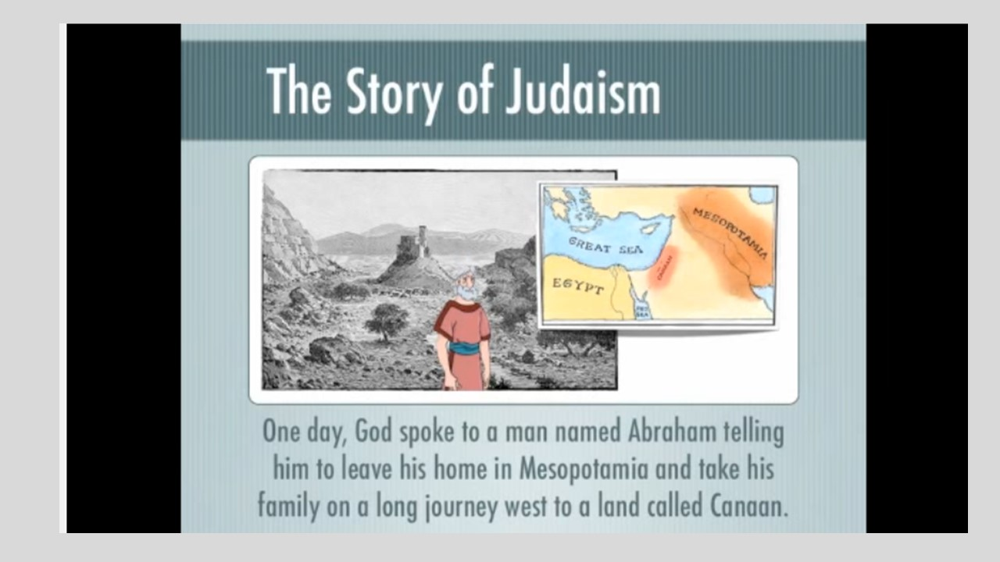 The Story of Judaism
MESOPOTAMIA
GREAT SEA
CANAAN
EGYPT
RED
SEA
One day, God spoke to a man named Abraham telling
him to leave his home in Mesopotamia and take his
family on a long journey west to a land called Canaan.